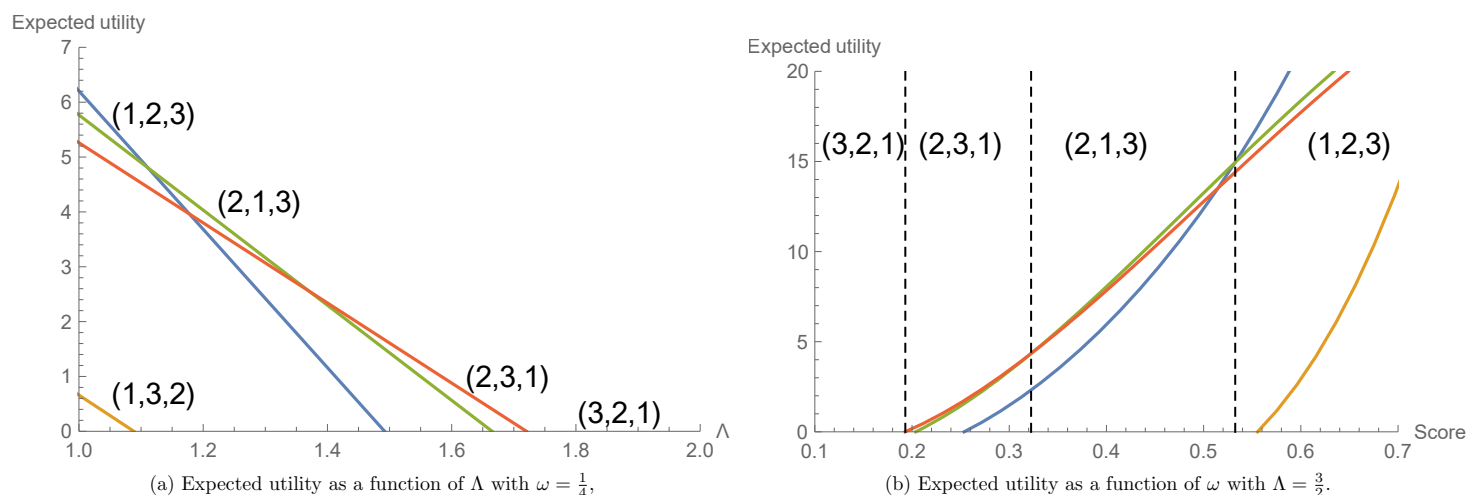 Expected utility
7
6
5
4
3
2
1
0
1.0 1.2 1.4 1.6 1.8 2.0
Λ
(1,2,3)
(2,1,3)
(2,3,1)
(1,3,2)
(3,2,1)
(a) Expected utility as a function of Λ with ω = 1/4,
Expected utility
20
15
10
5
0
0.1 0.2 0.3 0.4 0.5 0.6 0.7
Score
(3,2,1) (2,3,1) (2,1,3) (1,2,3)
(b) Expected utility as a function of ω with Λ = 3/2.